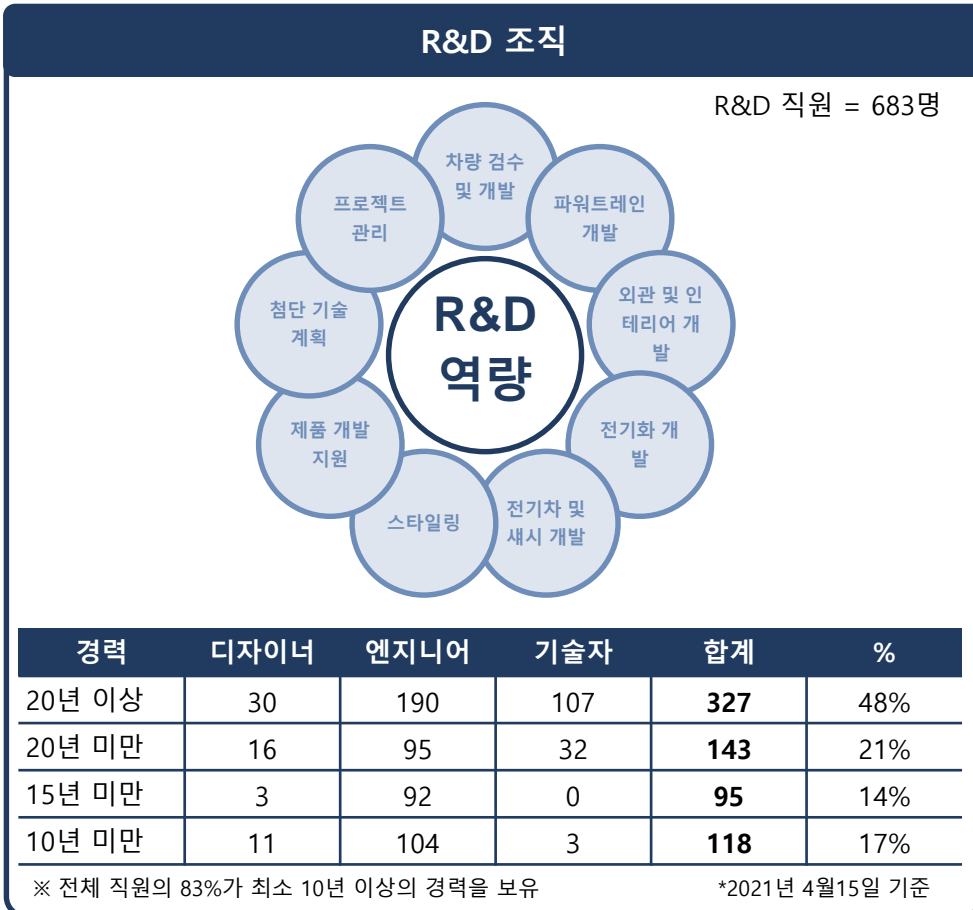 R&D 조직
R&D 직원 = 683명
차량 검수
및 개발
파워트레인
개발
외관 및 인
테리어 개
발
전기화 개
발
전기차 및
섀시 개발
스타일링
제품 개발
지원
첨단 기술
계획
프로젝트
관리
R&D
역량
경력 디자이너 엔지니어 기술자 합계 %
20년 이상 30 190 107 327 48%
20년 미만 16 95 32 143 21%
15년 미만 3 92 0 95 14%
10년 미만 11 104 3 118 17%
※ 전체 직원의 83%가 최소 10년 이상의 경력을 보유 *2021년 4월15일 기준